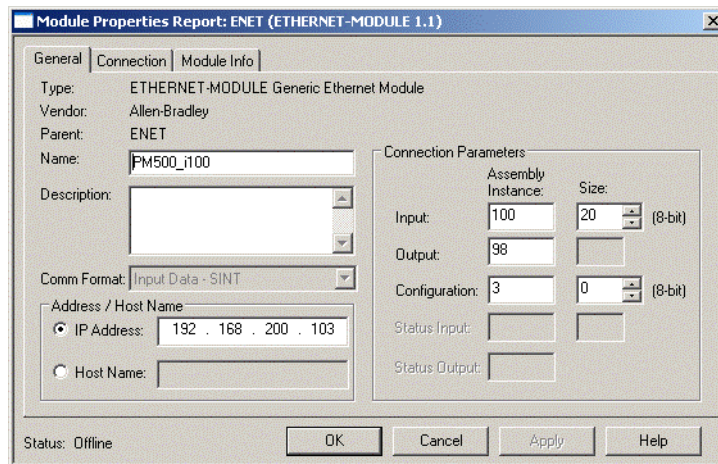 Module Properties Report: ENET (ETHERNET-MODULE 1.1)
General Connection Module Info
Type: ETHERNET-MODULE Generic Ethernet Module
Vendor: Allen-Bradley
Parent: ENET
Name: PM500_i100
Description:
Comm Format: Input Data - SINT
Address / Host Name
IP Address: 192 . 168 . 200 . 103
Host Name:
Connection Parameters
Assembly
Instance: Size:
Input: 100 20 (8-bit)
Output: 98
Configuration: 3 0 (8-bit)
Status Input:
Status Output:
Status: Offline OK Cancel Apply Help